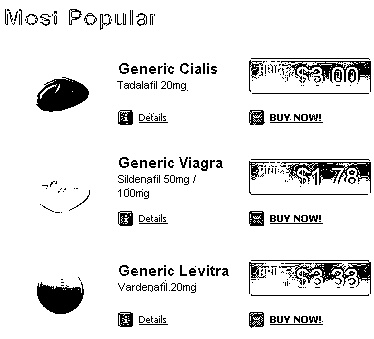 Most Popular
Generic Cialis
Tadalafil 20mg
$3.00
Details
BUY NOW!
Generic Viagra
Sildenafil 50mg /
100mg
$1.78
Details
BUY NOW!
Generic Levitra
Vardenafil 20mg
$3.33
Details
BUY NOW!